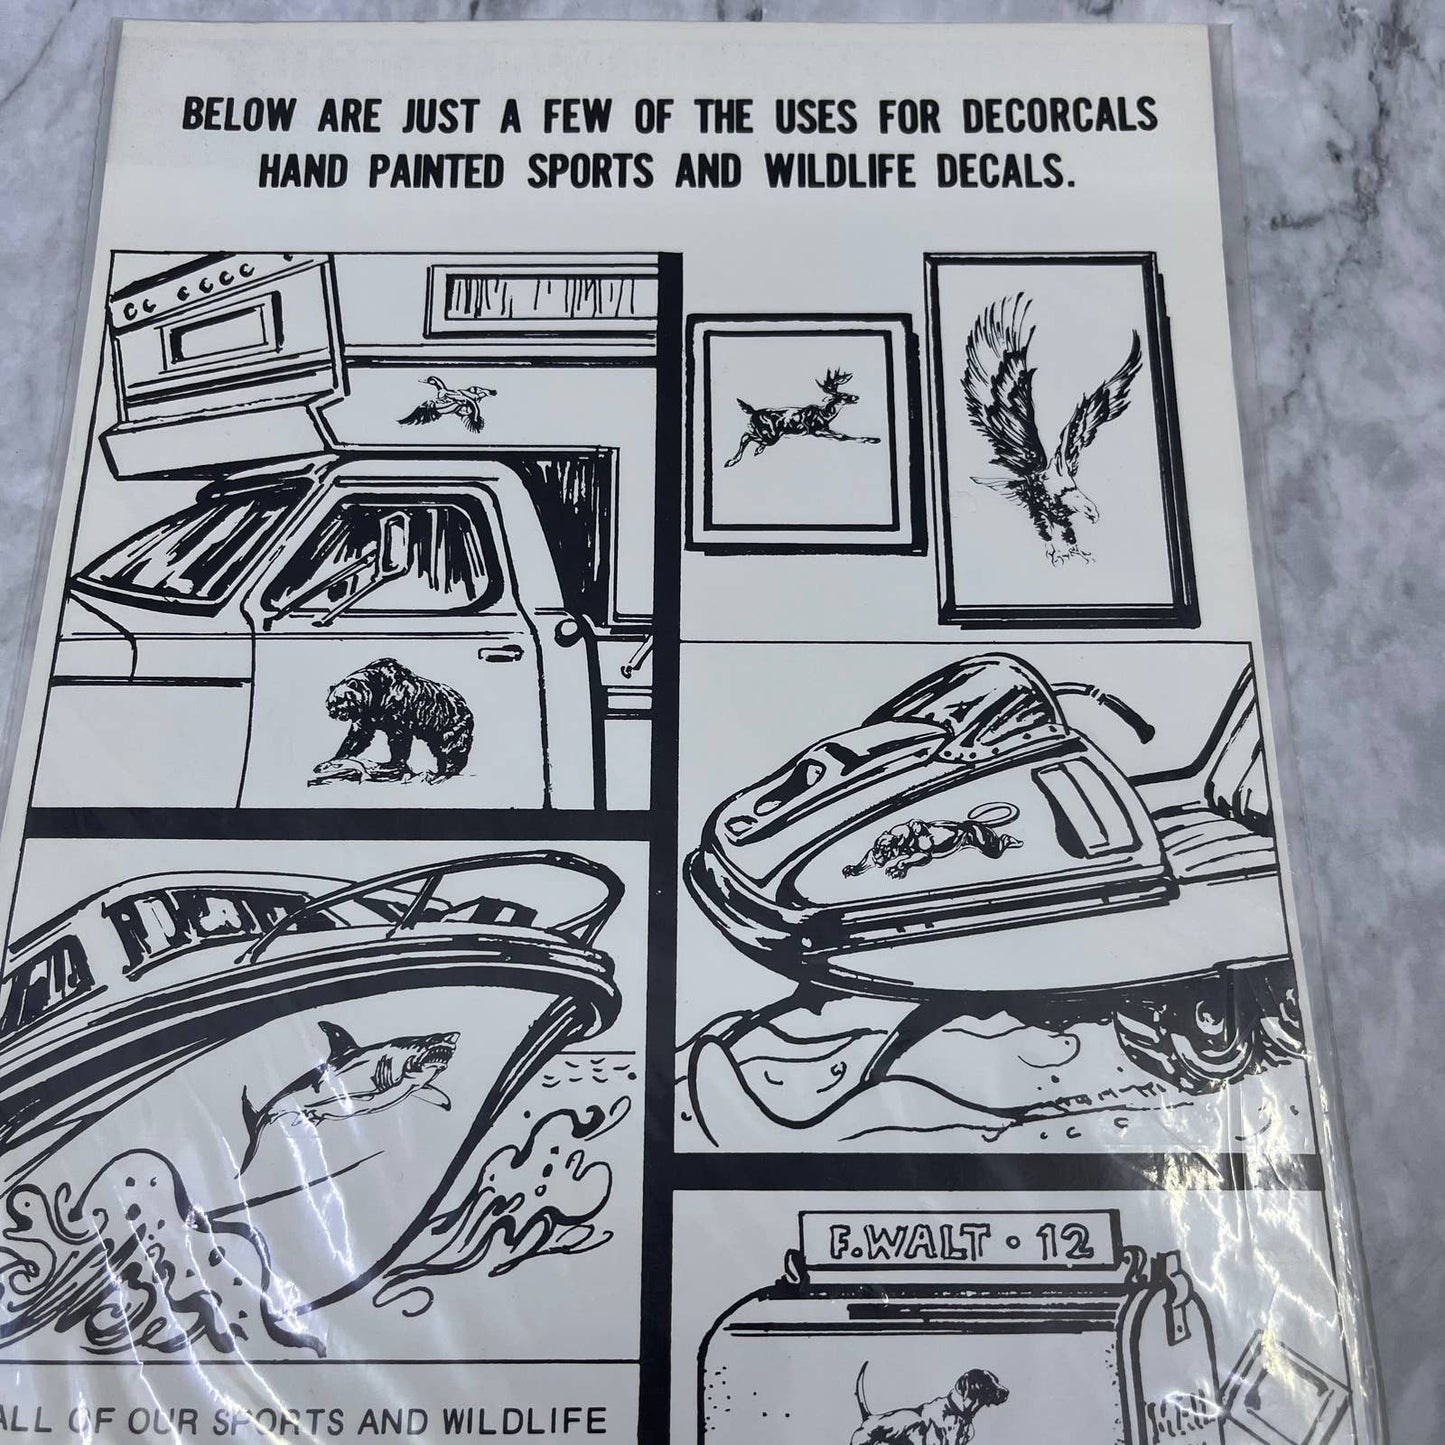 BELOW ARE JUST A FEW OF THE USES FOR DECORCALS
HAND PAINTED SPORTS AND WILDLIFE DECALS.
F. WALT • 12
MAIL
ALL OF OUR SPORTS AND WILDLIFE